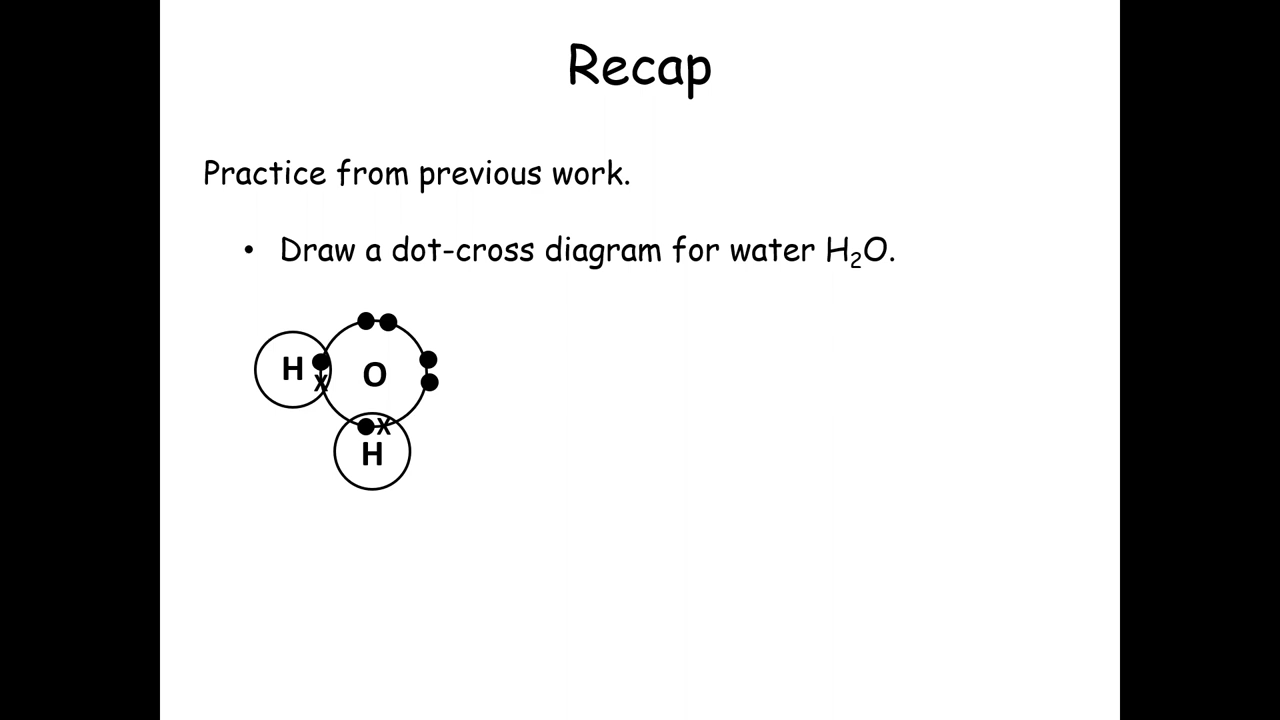 Recap
Practice from previous work.
• Draw a dot-cross diagram for water H₂O.
H
O
X
X
H